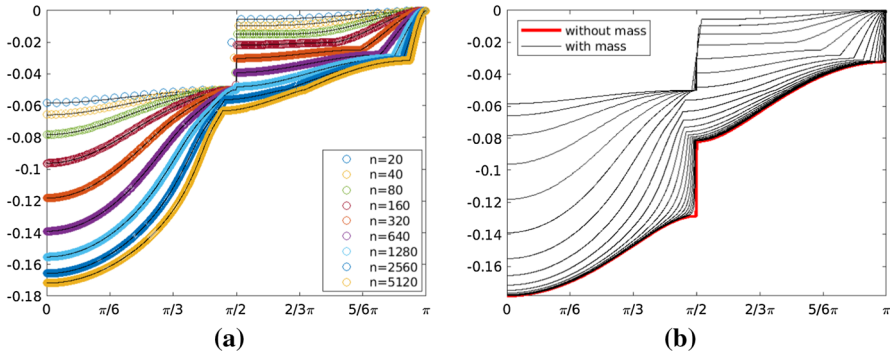 0
-0.02
-0.04
-0.06
-0.08
-0.1
-0.12
-0.14
-0.16
-0.18
0
π/6
π/3
π/2
2/3π
5/6π
π
n=20
n=40
n=80
n=160
n=320
n=640
n=1280
n=2560
n=5120
(a)
0
-0.02
-0.04
-0.06
-0.08
-0.1
-0.12
-0.14
-0.16
0
π/6
π/3
π/2
2/3π
5/6π
π
without mass
with mass
(b)